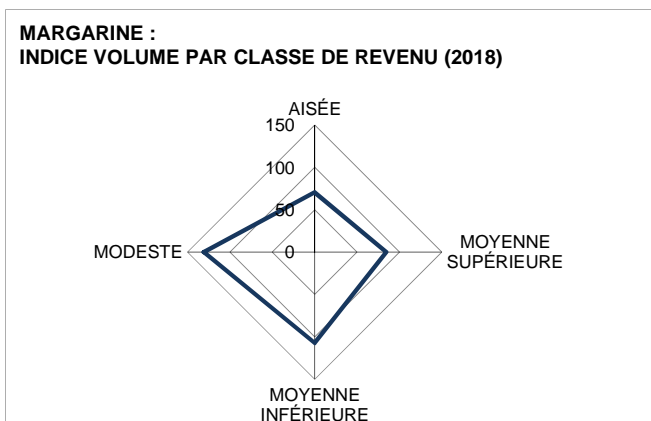 MARGARINE :
INDICE VOLUME PAR CLASSE DE REVENU (2018)
AISÉE
150
100
50
0
MODESTE
MOYENNE
SUPÉRIEURE
MOYENNE
INFÉRIEURE